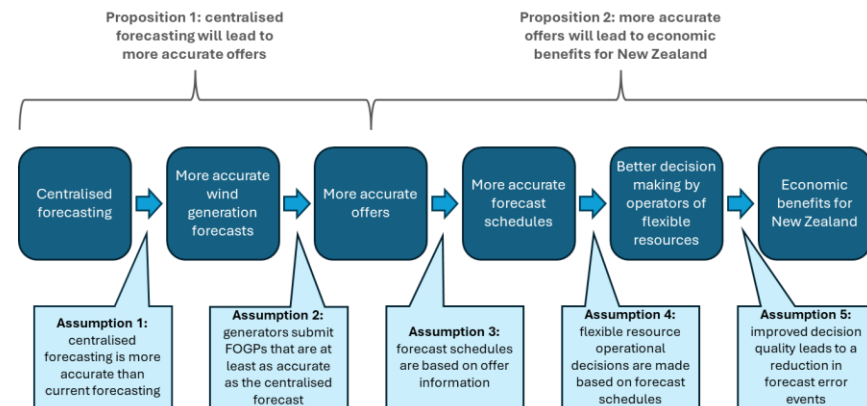 Proposition 1: centralised
forecasting will lead to
more accurate offers
Proposition 2: more accurate
offers will lead to economic
benefits for New Zealand
Centralised
forecasting
More accurate
wind
generation
forecasts
More accurate
offers
More accurate
forecast
schedules
Better decision
making by
operators of
flexible
resources
Economic
benefits for
New Zealand
Assumption 1:
centralised
forecasting is more
accurate than
current forecasting
Assumption 2:
generators submit
FOGPs that are at
least as accurate
as the centralised
forecast
Assumption 3:
forecast schedules
are based on offer
information
Assumption 4:
flexible resource
operational
decisions are made
based on forecast
schedules
Assumption 5:
improved decision
quality leads to a
reduction in
forecast error
events